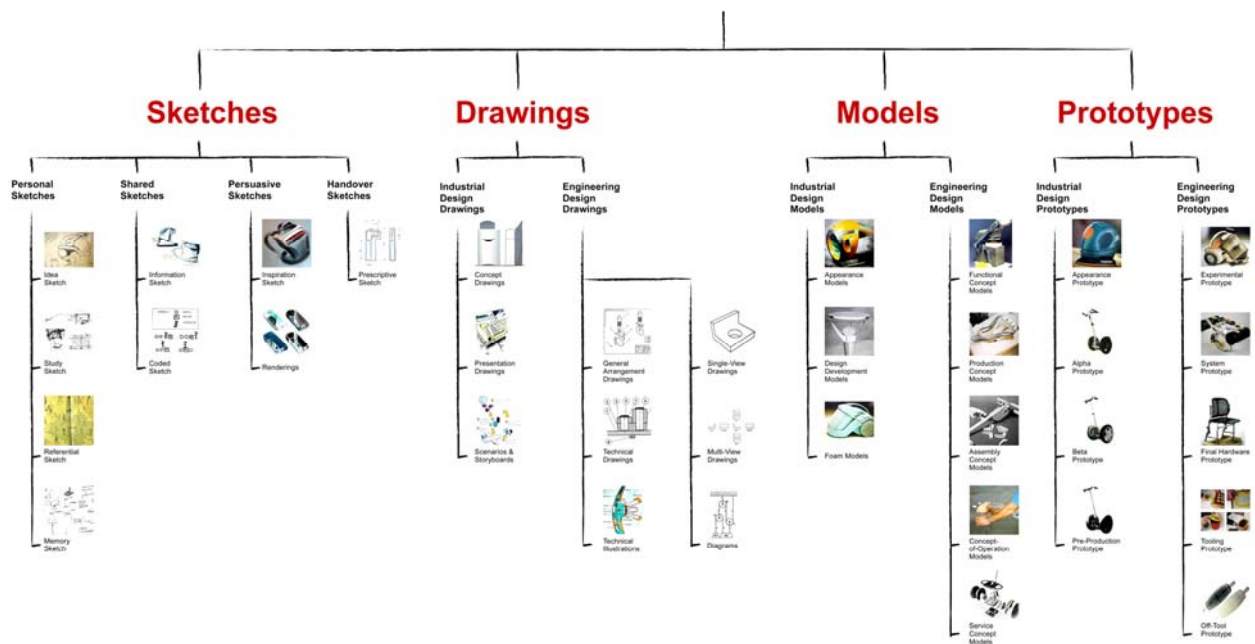 Sketches
Drawings
Models
Prototypes
Personal
Sketches
Shared
Sketches
Persuasive
Sketches
Handover
Sketches
Industrial
Design
Drawings
Engineering
Design
Drawings
Industrial
Design
Models
Engineering
Design
Models
Industrial
Design
Prototypes
Engineering
Design
Prototypes
Idea
Sketch
Information
Sketch
Inspiration
Sketch
Prescriptive
Sketch
Concept
Drawings
Appearance
Models
Functional
Concept
Models
Appearance
Prototype
Experimental
Prototype
Study
Sketch
Coded
Sketch
Renderings
Presentation
Drawings
General
Arrangement
Drawings
Single-View
Drawings
Design
Development
Models
Production
Concept
Models
Alpha
Prototype
System
Prototype
Referential
Sketch
Scenarios &
Storyboards
Technical
Drawings
Multi-View
Drawings
Foam Models
Assembly
Concept
Models
Beta
Prototype
Final Hardware
Prototype
Memory
Sketch
Technical
Illustrations
Diagrams
Concept-
of-Operation
Models
Pre-Production
Prototype
Tooling
Prototype
Service
Concept
Models
Off-Tool
Prototype